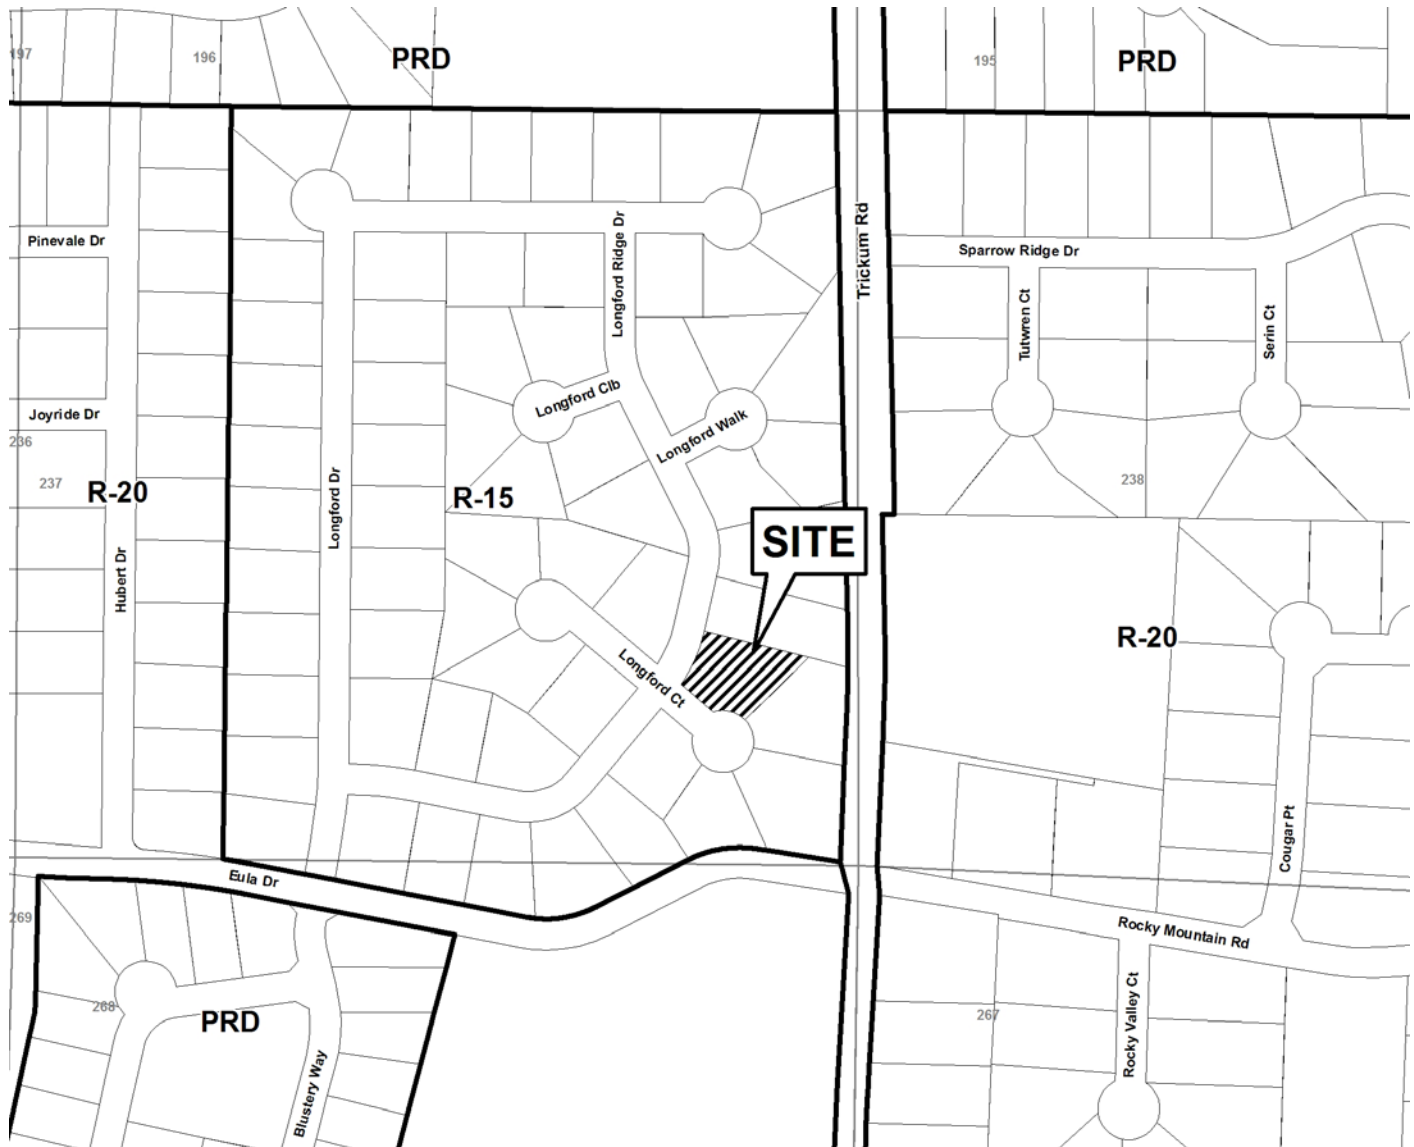 197
196
PRD
195
PRD
Pinevale Dr
Longford Ridge Dr
Trickum Rd
Sparrow Ridge Dr
Tutwren Ct
Serin Ct
Joyride Dr
Longford Clb
Longford Walk
236
237
R-20
Longford Dr
R-15
238
SITE
Hubert Dr
R-20
Longford Ct
Cougar Pt
Eula Dr
269
Rocky Mountain Rd
268
PRD
267
Rocky Valley Ct
Blustery Way